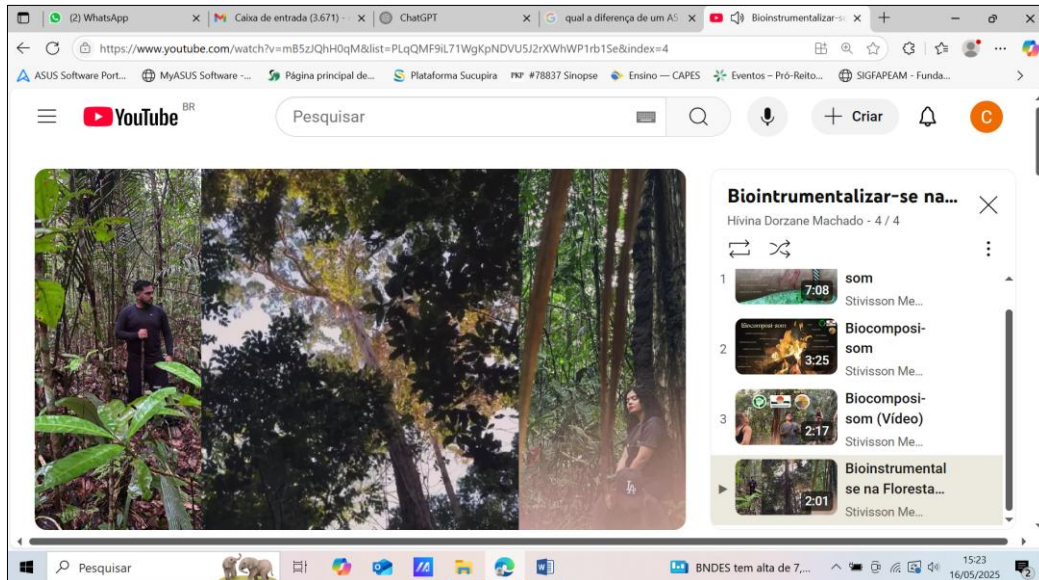 (2) WhatsApp
Caixa de entrada (3.671) -
ChatGPT
qual a diferença de um AS
Bioinstrumentalizar-s
https://www.youtube.com/watch?v=mB5zJQhH0qM&list=PLqQMF9iL71WgKpNDVU5J2rXWhWP1rb1Se&index=4
ASUS Software Port...
MyASUS Software -...
Página principal de...
Plataforma Sucupira
PKP #78837 Sinopse
Ensino — CAPES
Eventos – Pró-Reito...
SIGFAPEAM - Funda...
YouTube BR
Pesquisar
Criar
C
Biointrumentalizar-se na...
Hívina Dorzane Machado - 4 / 4
1
7:08
som
Stivisson Me...
2
Biocomposi-som
3:25
Biocomposi-
som
Stivisson Me...
3
2:17
Biocomposi-
som (Vídeo)
Stivisson Me...
2:01
Bioinstrumental
se na Floresta...
Stivisson Me...
LA
Pesquisar
BNDES tem alta de 7,...
15:23
16/05/2025
2